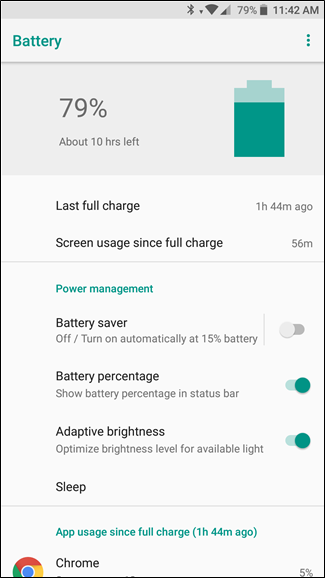 79% 11:42 AM
Battery
79%
About 10 hrs left
Last full charge 1h 44m ago
Screen usage since full charge 56m
Power management
Battery saver
Off / Turn on automatically at 15% battery
Battery percentage
Show battery percentage in status bar
Adaptive brightness
Optimize brightness level for available light
Sleep
App usage since full charge (1h 44m ago)
Chrome
5%